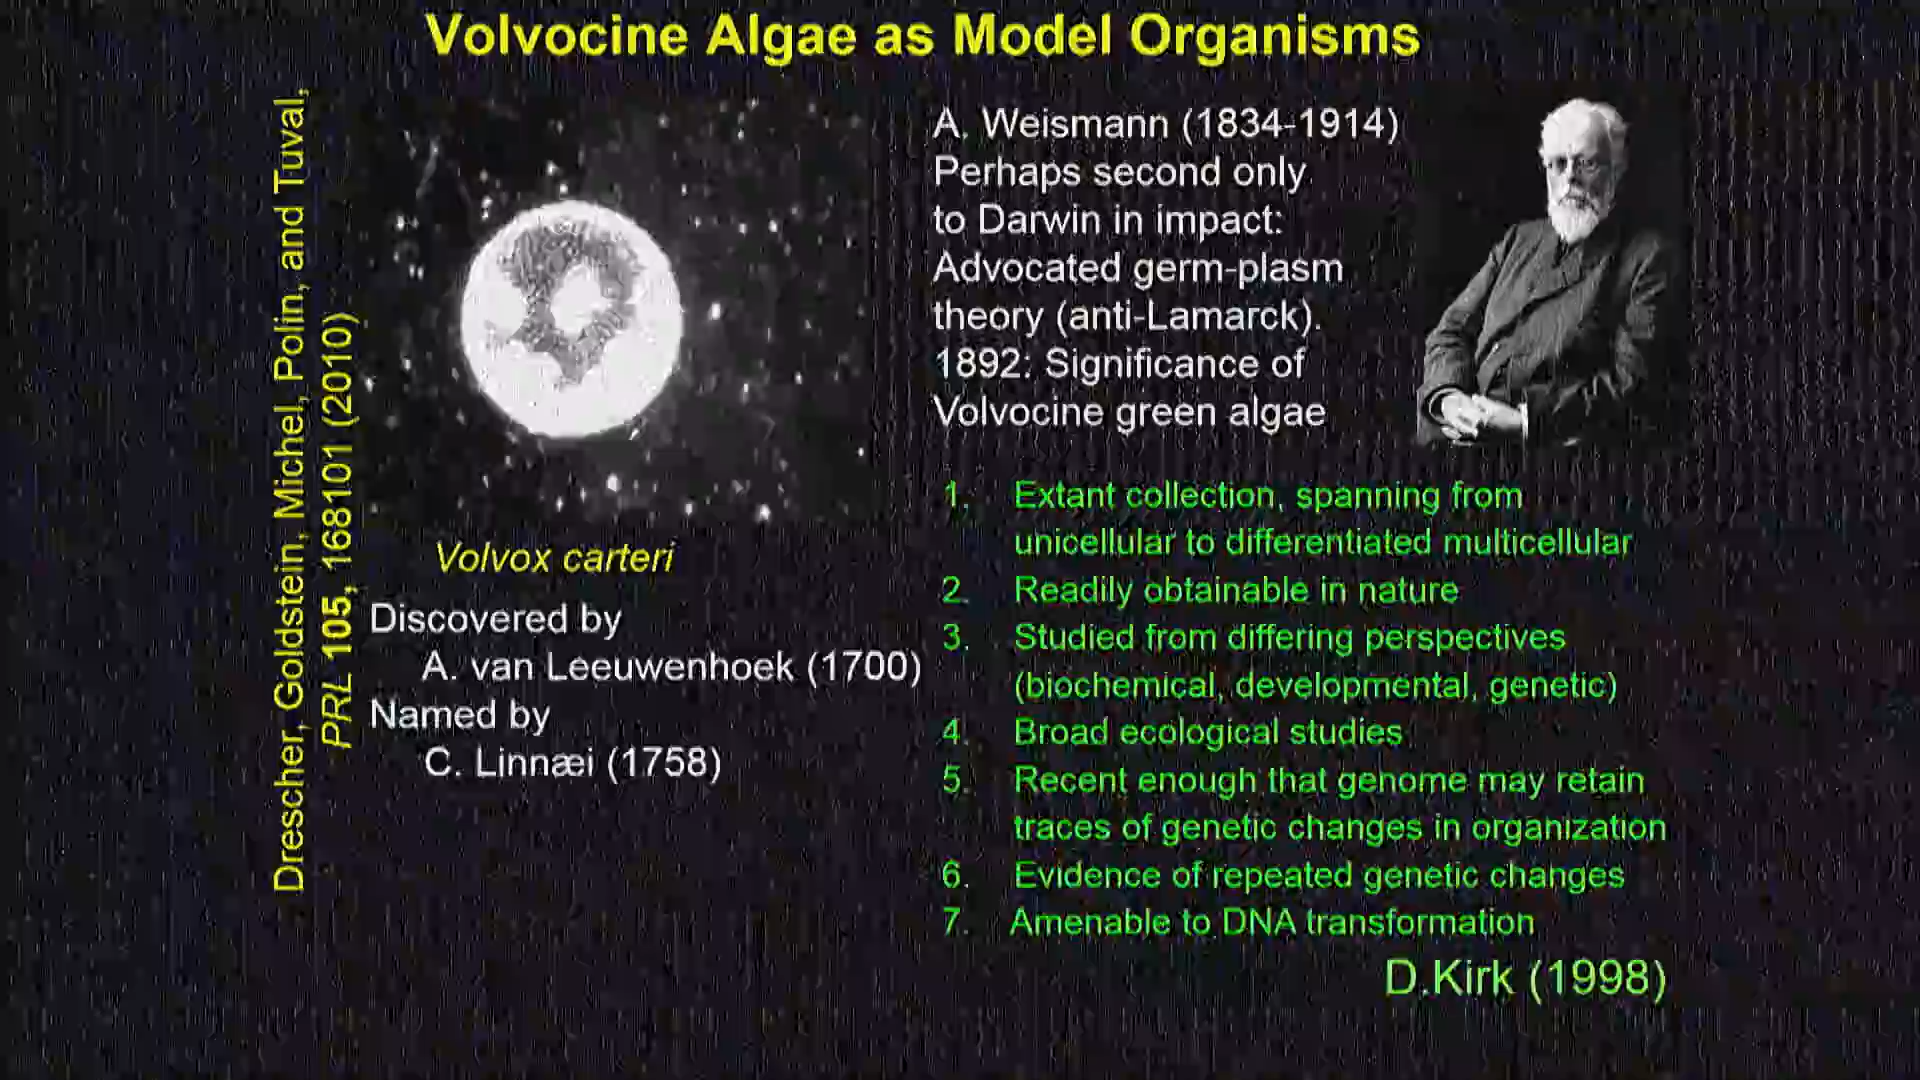 Volvocine Algae as Model Organisms
Drescher, Goldstein, Michel, Polin, and Tuval,
PRL 105, 168101 (2010)
Volvox carteri
Discovered by
A. van Leeuwenhoek (1700)
Named by
C. Linnæi (1758)
A. Weismann (1834-1914)
Perhaps second only
to Darwin in impact:
Advocated germ-plasm
theory (anti-Lamarck).
1892: Significance of
Volvocine green algae
1. Extant collection, spanning from
unicellular to differentiated multicellular
2. Readily obtainable in nature
3. Studied from differing perspectives
(biochemical, developmental, genetic)
4. Broad ecological studies
5. Recent enough that genome may retain
traces of genetic changes in organization
6. Evidence of repeated genetic changes
7. Amenable to DNA transformation
D.Kirk (1998)